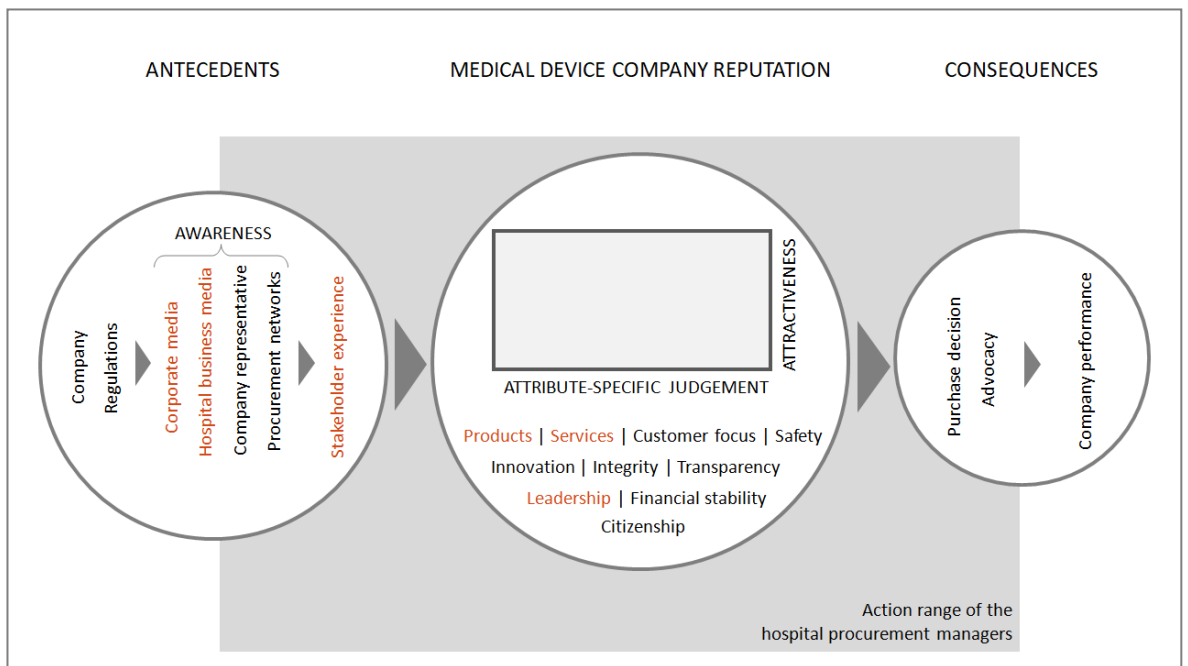 ANTECEDENTS
MEDICAL DEVICE COMPANY REPUTATION
CONSEQUENCES
AWARENESS
Company
Regulations
Corporate media
Hospital business media
Company representative
Procurement networks
Stakeholder experience
ATTRACTIVENESS
ATTRIBUTE-SPECIFIC JUDGEMENT
Products | Services | Customer focus | Safety
Innovation | Integrity | Transparency
Leadership | Financial stability
Citizenship
Purchase decision
Advocacy
Company performance
Action range of the
hospital procurement managers